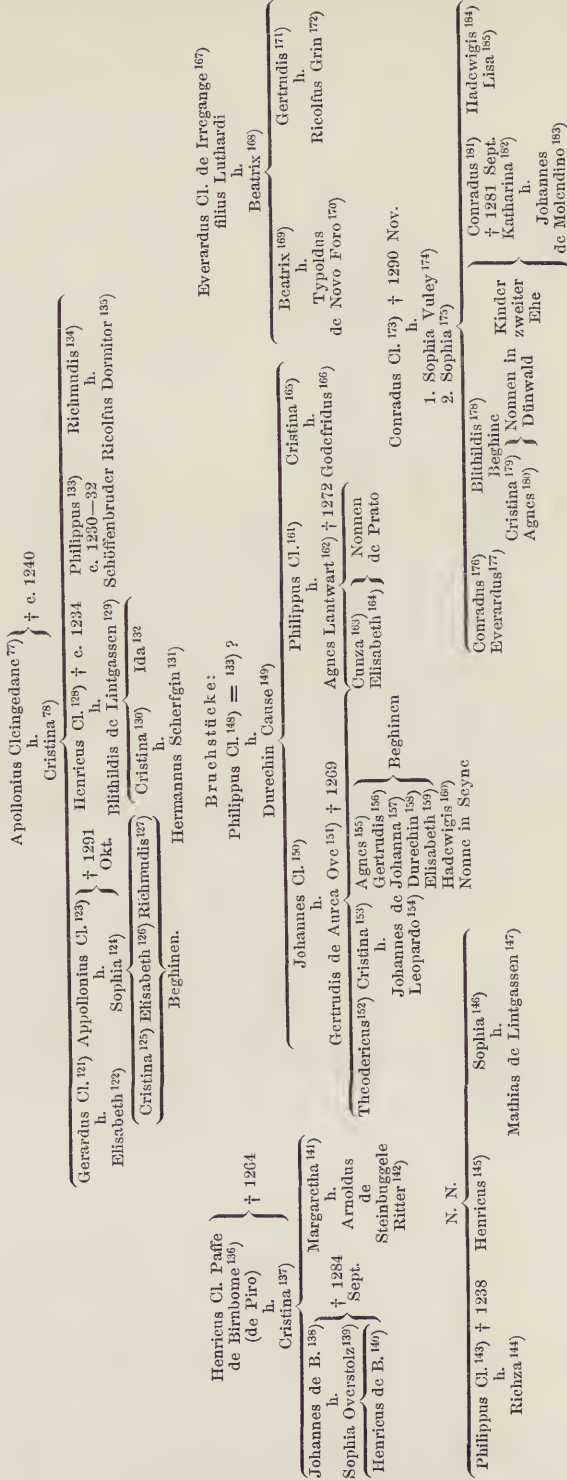 Apollonius Cleingedanc 77) } † c. 1240
h.
Cristina 78)
Gerardus Cl. 121) Appollonius Cl. 123) } † 1291 Henricus Cl. 128) † c. 1234 Philippus 133) Richmudis 134)
h. h. Okt. h. c. 1230—32 h.
Elisabeth 122) Sophia 124) Blithildis de Lintgassen 129) Schöffenbruder Ricolfus Dormitor 135)
Cristina 125) Elisabeth 126) Richmudis 127) Cristina 130) Ida 132
Beghinen. h.
Hermannus Scherfgin 131)
Henricus Cl. Paffe
de Birnbome 136) } † 1264
(de Piro)
h.
Cristina 137)
Johannes de B. 138) } † 1284 Margaretha 141)
h. Sept. h.
Sophia Overstolz 139) Arnoldus
Henricus de B. 140) de
Steinbuggele
Ritter 142)
Bruchstücke:
Philippus Cl. 148) = 133) ?
h.
Durechin Cause 149)
Johannes Cl. 150) Philippus Cl. 161) Cristina 165)
h. h. h.
Gertrudis de Aurca Ove 151) † 1269 Agnes Lantwart 162) † 1272 Godefridus 166)
Theodericus 152) Cristina 153) Agnes 155) Cunza 163) } Nonnen
h. Gertrudis 156) Elisabeth 164) } de Prato
Johannes de Johanna 157) } Beghinen
Leopardo 154) Durechin 158)
Elisabeth 159)
Hadewigis 160)
Nonne in Seyne
Everardus Cl. de Irregange 167)
filius Luthardi
h.
Beatrix 168)
Beatrix 169) Gertrudis 171)
h. h.
Typoldus Ricolfus Grin 172)
de Novo Foro 170)
N. N.
Philippus Cl. 143) † 1238 Henricus 145) Sophia 146)
h. h.
Richza 144) Mathias de Lintgassen 147)
Conradus Cl. 173) † 1290 Nov.
h.
1. Sophia Vuley 174)
2. Sophia 175)
Conradus 176) Blithildis 178) Conradus 181) Hadewigis 184)
Everardus 177) Beghine Kinder † 1281 Sept. Lisa 185)
Cristina 179) } Nonnen in zweiter Katharina 182)
Agnes 180) } Dünwald Ehe h.
Johannes
de Molendino 183)